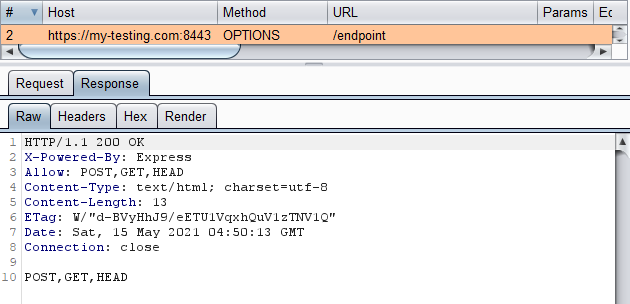 # Host Method URL Params Ec
2 https://my-testing.com:8443 OPTIONS /endpoint
Request Response
Raw Headers Hex Render
1 HTTP/1.1 200 OK
2 X-Powered-By: Express
3 Allow: POST,GET,HEAD
4 Content-Type: text/html; charset=utf-8
5 Content-Length: 13
6 ETag: W/"d-BVyHhJ9/eETU1VqxhQuV1zTNV1Q"
7 Date: Sat, 15 May 2021 04:50:13 GMT
8 Connection: close
9
10 POST,GET,HEAD